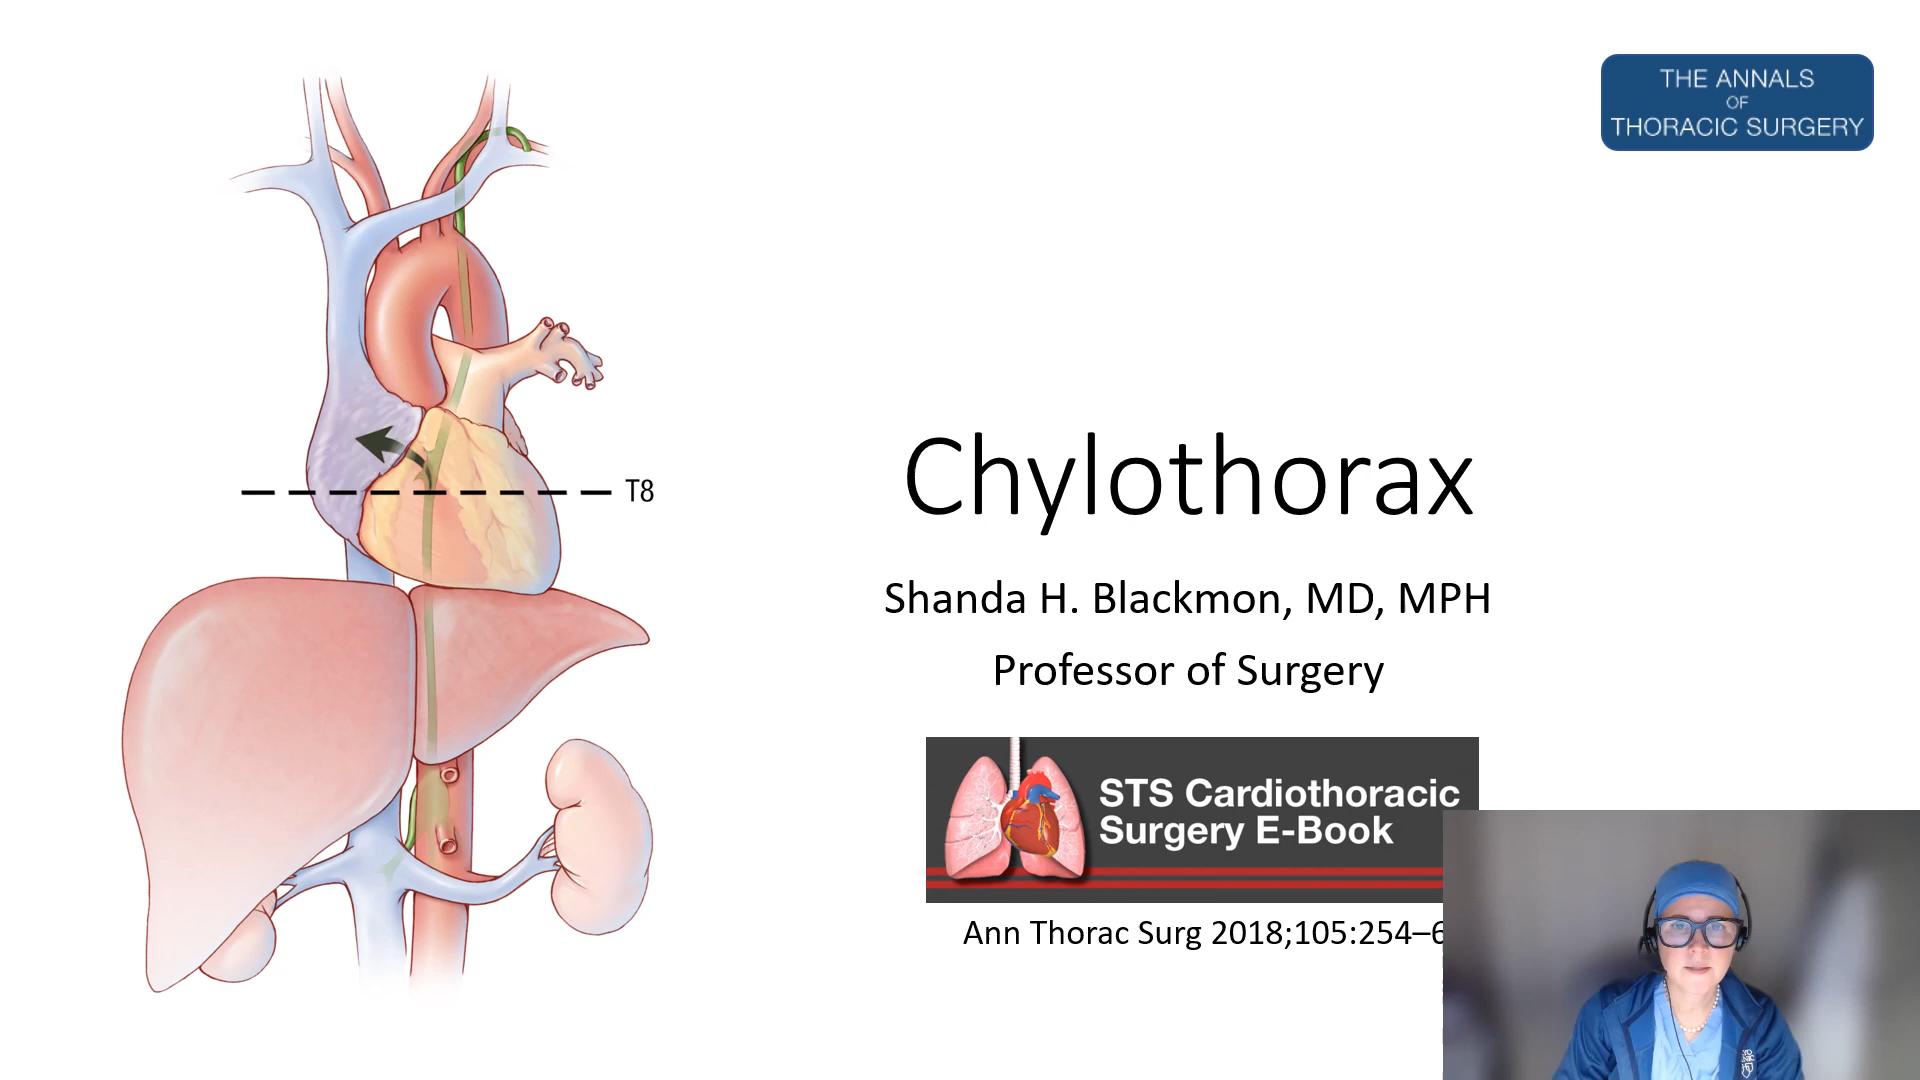 THE ANNALS
OF
THORACIC SURGERY
T8
Chylothorax
Shanda H. Blackmon, MD, MPH
Professor of Surgery
STS Cardiothoracic
Surgery E-Book
Ann Thorac Surg 2018;105:254–6